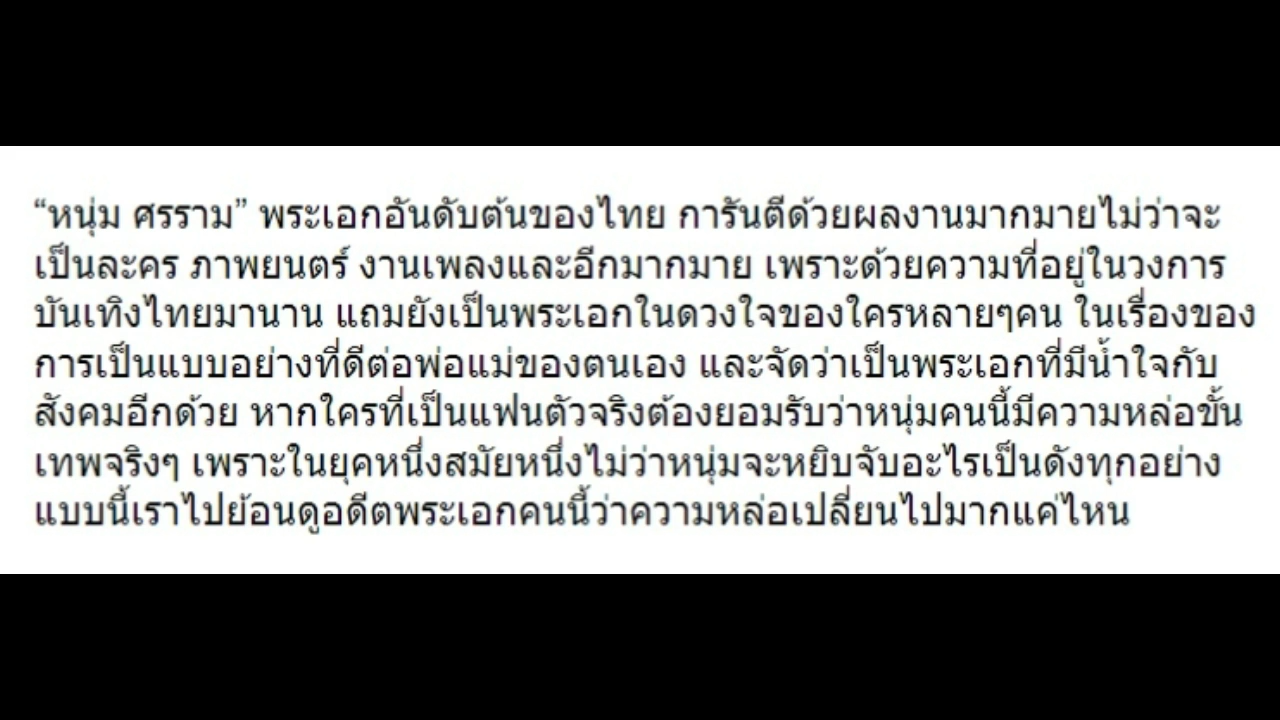 “หนุ่ม ศรราม” พระเอกอันดับต้นของไทย การันตีด้วยผลงานมากมายไม่ว่าจะ
เป็นละคร ภาพยนตร์ งานเพลงและอีกมากมาย เพราะด้วยความที่อยู่ในวงการ
บันเทิงไทยมานาน แถมยังเป็นพระเอกในดวงใจของใครหลายๆคน ในเรื่องของ
การเป็นแบบอย่างที่ดีต่อพ่อแม่ของตนเอง และจัดว่าเป็นพระเอกที่มีน้ำใจกับ
สังคมอีกด้วย หากใครที่เป็นแฟนตัวจริงต้องยอมรับว่าหนุ่มคนนี้มีความหล่อขั้น
เทพจริงๆ เพราะในยุคหนึ่งสมัยหนึ่งไม่ว่าหนุ่มจะหยิบจับอะไรเป็นดังทุกอย่าง
แบบนี้เราไปย้อนดูอดีตพระเอกคนนี้ว่าความหล่อเปลี่ยนไปมากแค่ไหน